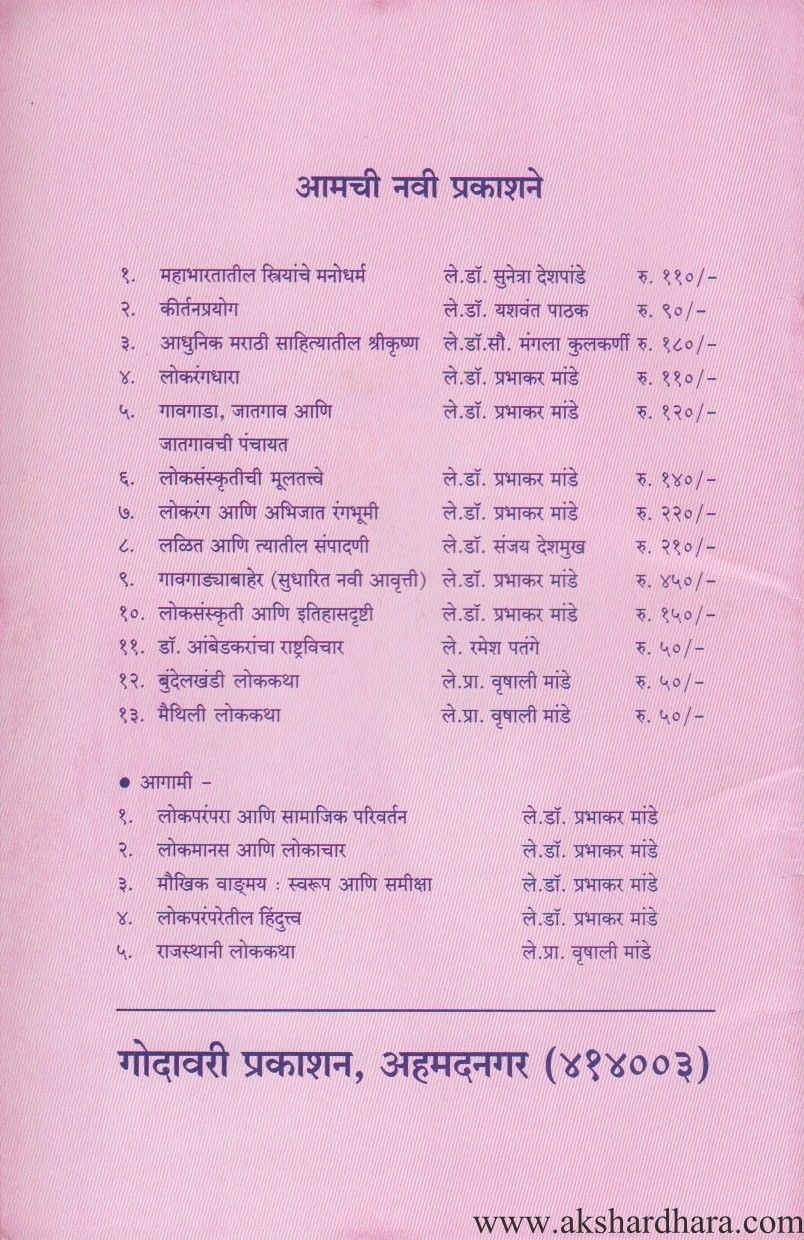 आमची नवी प्रकाशने
१. महाभारतातील स्त्रियांचे मनोधर्म ले.डॉ. सुनेत्रा देशपांडे रु. ११०/-
२. कीर्तनप्रयोग ले.डॉ. यशवंत पाठक रु. ९०/-
३. आधुनिक मराठी साहित्यातील श्रीकृष्ण ले.डॉ.सौ. मंगला कुलकर्णी रु. १८०/-
४. लोकरंगधारा ले.डॉ. प्रभाकर मांडे रु. ११०/-
५. गावगाडा, जातगाव आणि ले.डॉ. प्रभाकर मांडे रु. १२०/-
जातगावची पंचायत
६. लोकसंस्कृतीची मूलतत्त्वे ले.डॉ. प्रभाकर मांडे रु. १४०/-
७. लोकरंग आणि अभिजात रंगभूमी ले.डॉ. प्रभाकर मांडे रु. २२०/-
८. लळित आणि त्यातील संपादणी ले.डॉ. संजय देशमुख रु. २१०/-
९. गावगाड्याबाहेर (सुधारित नवी आवृत्ती) ले.डॉ. प्रभाकर मांडे रु. ४५०/-
१०. लोकसंस्कृती आणि इतिहासदृष्टी ले.डॉ. प्रभाकर मांडे रु. १५०/-
११. डॉ. आंबेडकरांचा राष्ट्रविचार ले. रमेश पतंगे रु. ५०/-
१२. बुंदेलखंडी लोककथा ले.प्रा. वृषाली मांडे रु. ५०/-
१३. मैथिली लोककथा ले.प्रा. वृषाली मांडे रु. ५०/-
● आगामी -
१. लोकपरंपरा आणि सामाजिक परिवर्तन ले.डॉ. प्रभाकर मांडे
२. लोकमानस आणि लोकाचार ले.डॉ. प्रभाकर मांडे
३. मौखिक वाङ्मय : स्वरूप आणि समीक्षा ले.डॉ. प्रभाकर मांडे
४. लोकपरंपरेतील हिंदुत्त्व ले.डॉ. प्रभाकर मांडे
५. राजस्थानी लोककथा ले.प्रा. वृषाली मांडे
गोदावरी प्रकाशन, अहमदनगर (४१४००३)
www.akshardhara.com